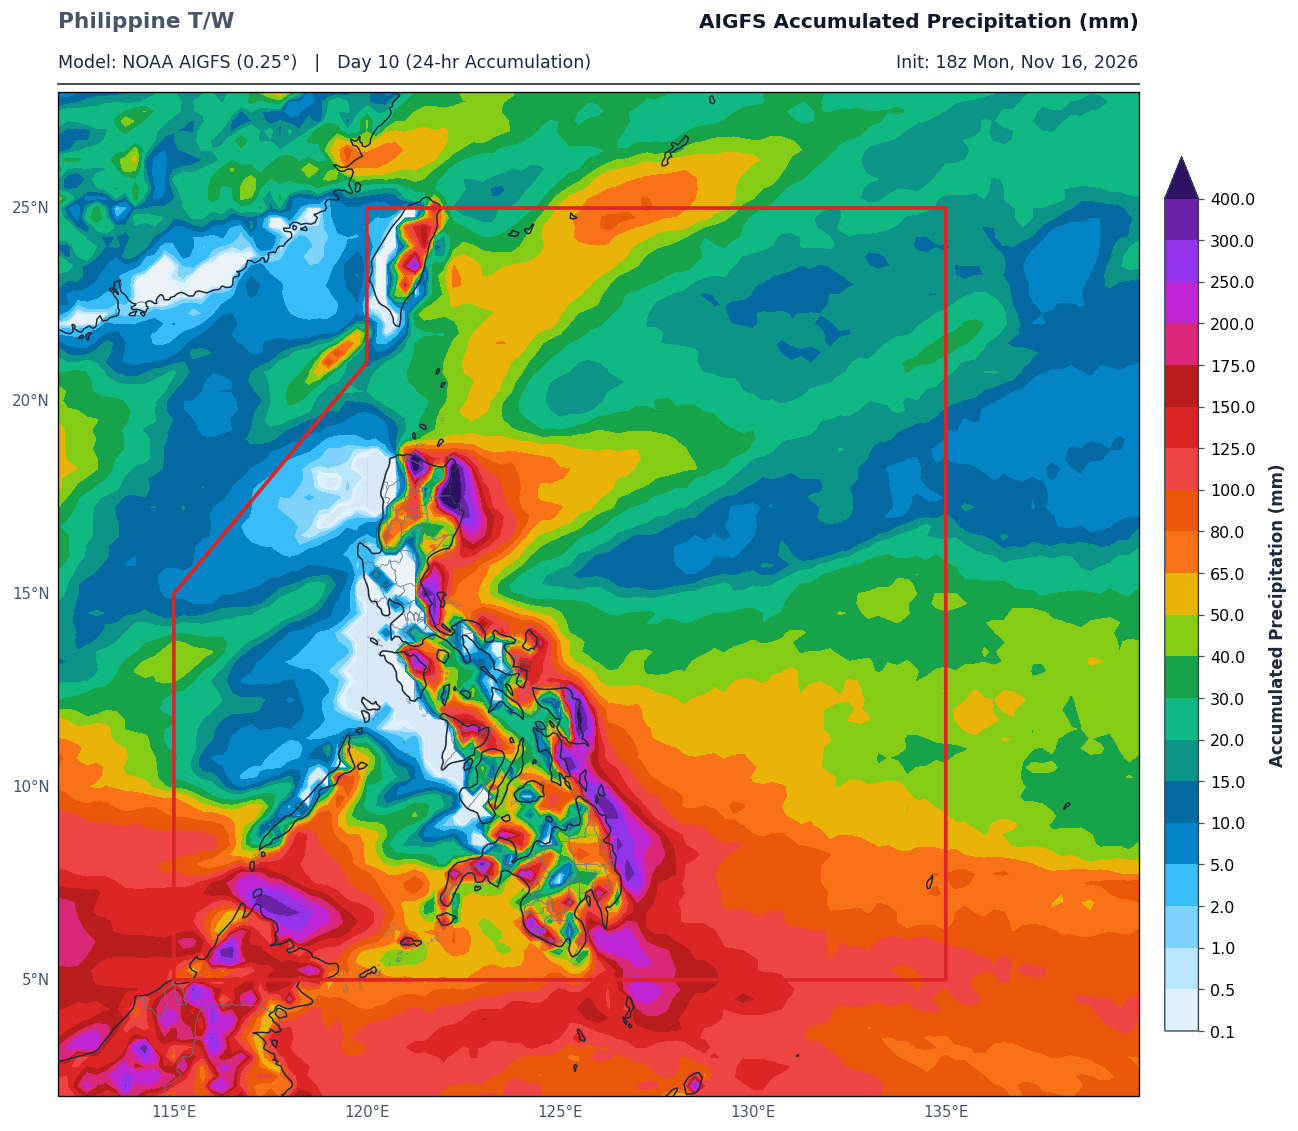 Philippine T/W
AIGFS Accumulated Precipitation (mm)
Model: NOAA AIGFS (0.25°) | Day 10 (24-hr Accumulation)
Init: 18z Mon, Nov 16, 2026
25°N
20°N
15°N
10°N
5°N
115°E
120°E
125°E
130°E
135°E
400.0
300.0
250.0
200.0
175.0
150.0
125.0
100.0
80.0
65.0
50.0
40.0
30.0
20.0
15.0
10.0
5.0
2.0
1.0
0.5
0.1
Accumulated Precipitation (mm)